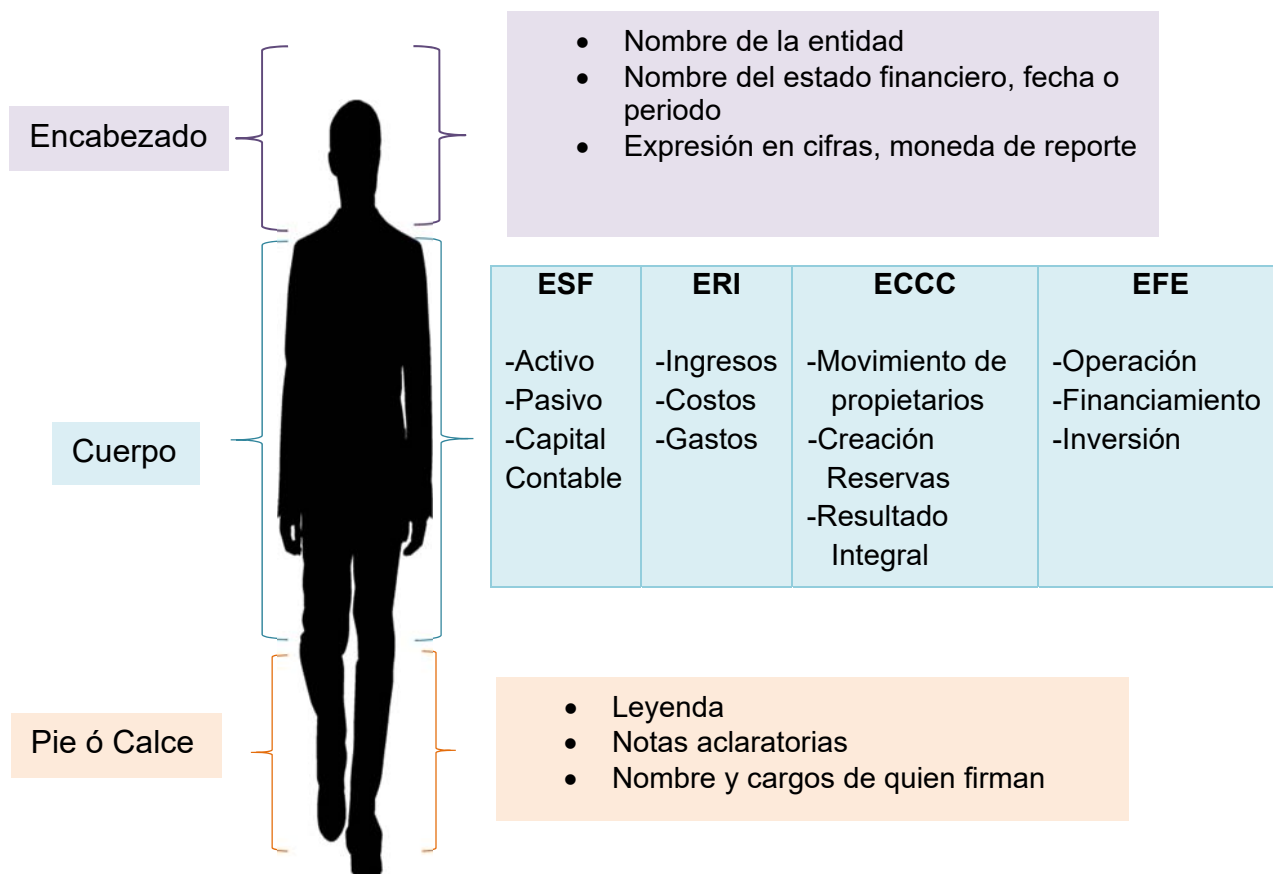 Encabezado
• Nombre de la entidad
• Nombre del estado financiero, fecha o
periodo
• Expresión en cifras, moneda de reporte
Cuerpo
ESF
-Activo
-Pasivo
-Capital
Contable
ERI
-Ingresos
-Costos
-Gastos
ECCC
-Movimiento de
propietarios
-Creación
Reservas
-Resultado
Integral
EFE
-Operación
-Financiamiento
-Inversión
Pie ó Calce
• Leyenda
• Notas aclaratorias
• Nombre y cargos de quien firman